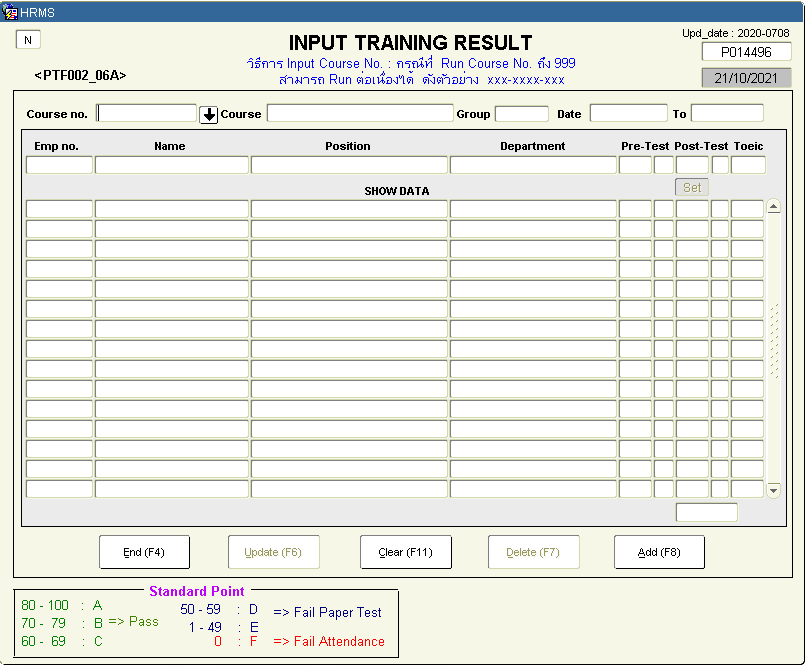 HRMS
N
INPUT TRAINING RESULT
Upd_date : 2020-0708
P014496
<PTF002_06A>
วิธีการ Input Course No. : กรณีที่ Run Course No. ถึง 999
สามารถ Run ต่อเนื่องได้ ดังตัวอย่าง xxx-xxxx-xxx
21/10/2021
Course no. Course Group Date To
Emp no. Name Position Department Pre-Test Post-Test Toeic
SHOW DATA
Set
End (F4) Update (F6) Clear (F11) Delete (F7) Add (F8)
Standard Point
80 - 100 : A 50 - 59 : D => Fail Paper Test
70 - 79 : B => Pass 1 - 49 : E
60 - 69 : C 0 : F => Fail Attendance